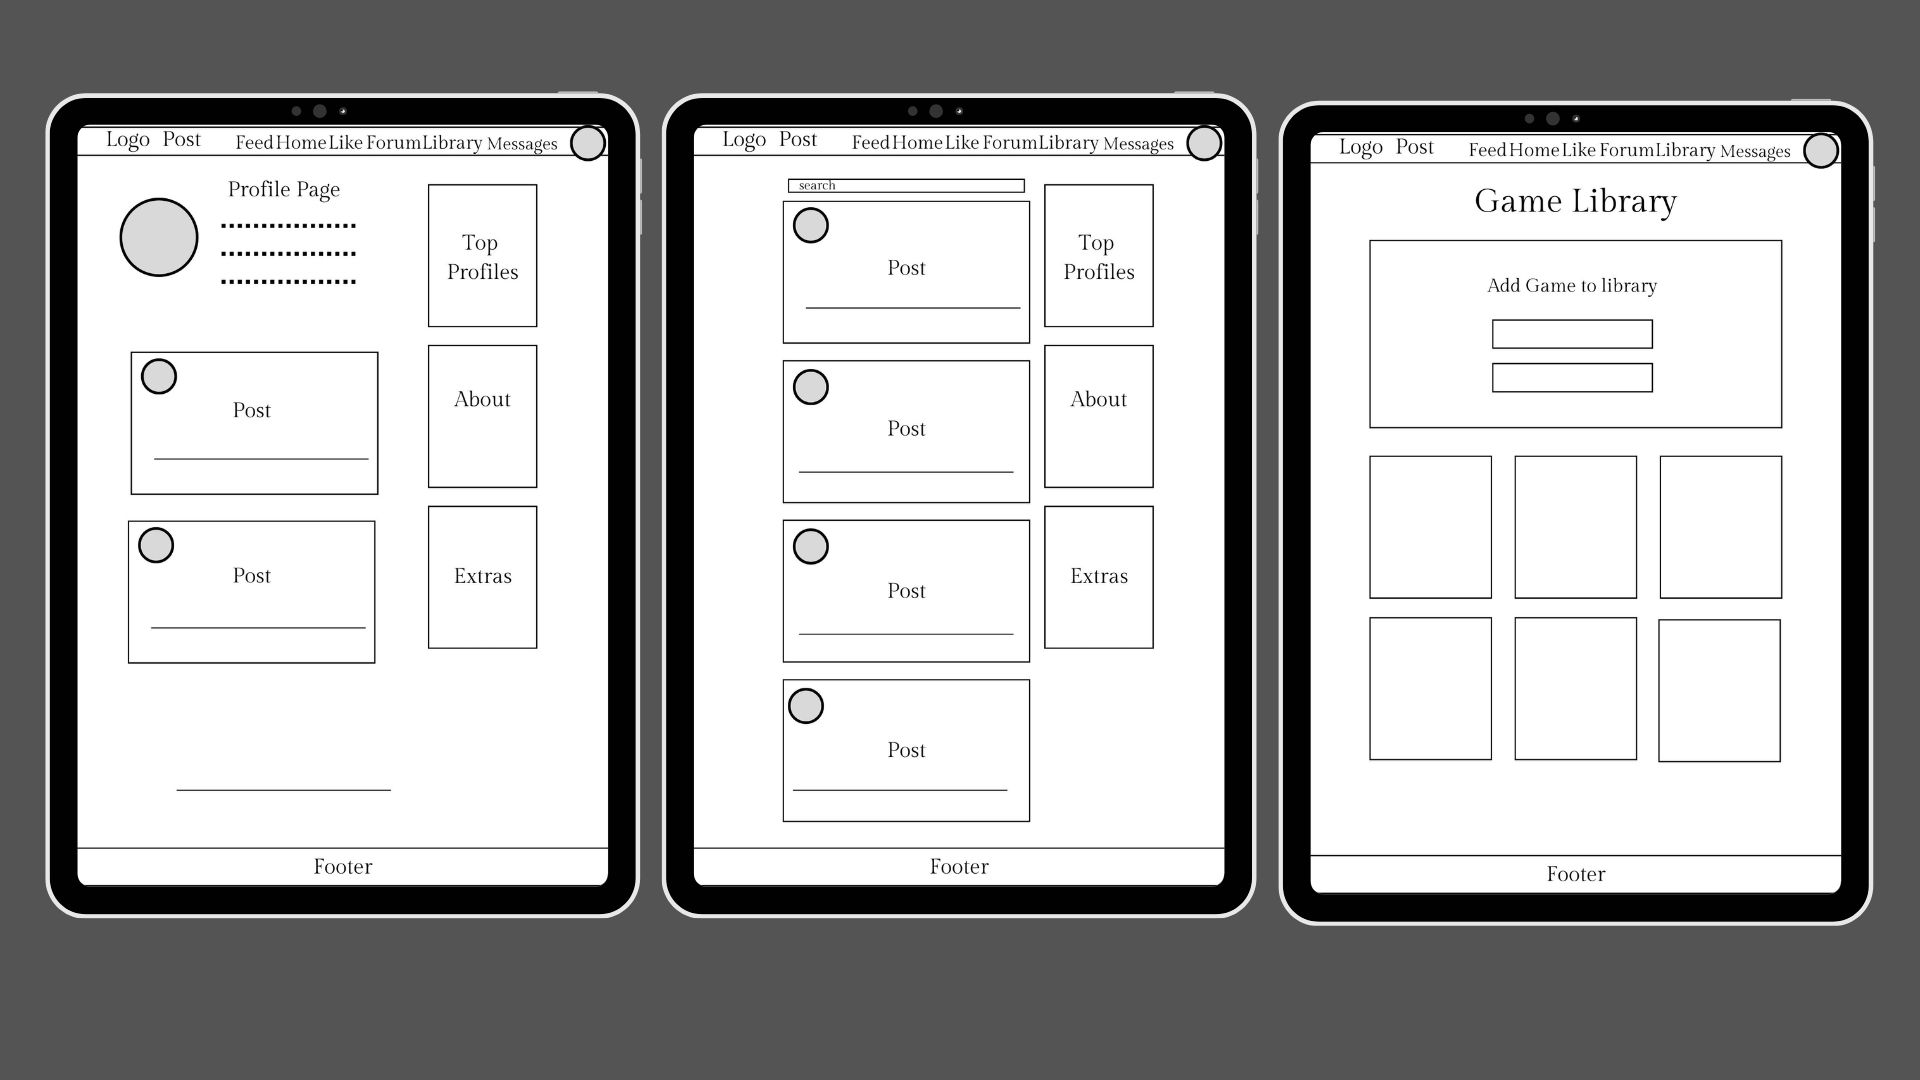 Logo Post Feed Home Like Forum Library Messages
Profile Page
Top
Profiles
Post
About
Post
Extras
Footer
Logo Post Feed Home Like Forum Library Messages
search
Post
Top
Profiles
Post
About
Post
Extras
Post
Footer
Logo Post Feed Home Like Forum Library Messages
Game Library
Add Game to library
Footer